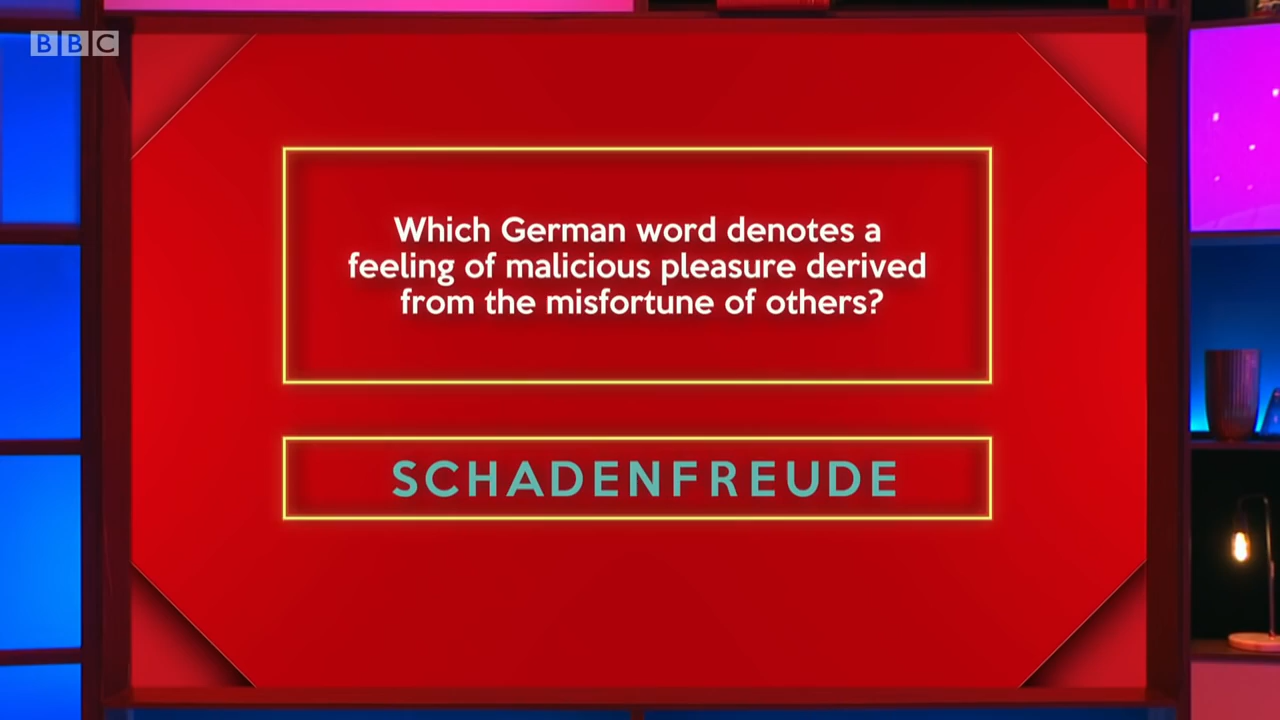 BBC
Which German word denotes a
feeling of malicious pleasure derived
from the misfortune of others?
SCHADENFREUDE